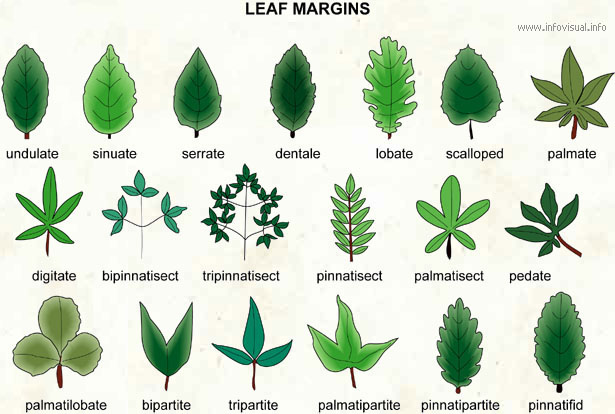 LEAF MARGINS
www.infovisual.info
undulate sinuate serrate dentale lobate scalloped palmate
digitate bipinnatisect tripinnatisect pinnatisect palmatisect pedate
palmatilobate bipartite tripartite palmatipartite pinnatipartite pinnatifid